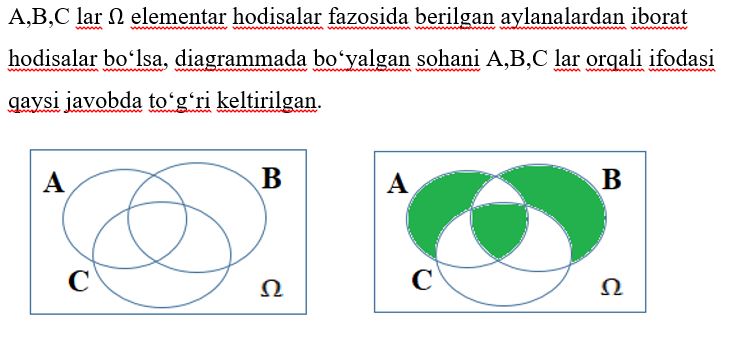 A,B,C lar Ω elementar hodisalar fazosida berilgan aylanalardan iborat
hodisalar bo‘lsa, diagrammada bo‘yalgan sohani A,B,C lar orqali ifodasi
qaysi javobda to‘g‘ri keltirilgan.
A B A B
C Ω C Ω